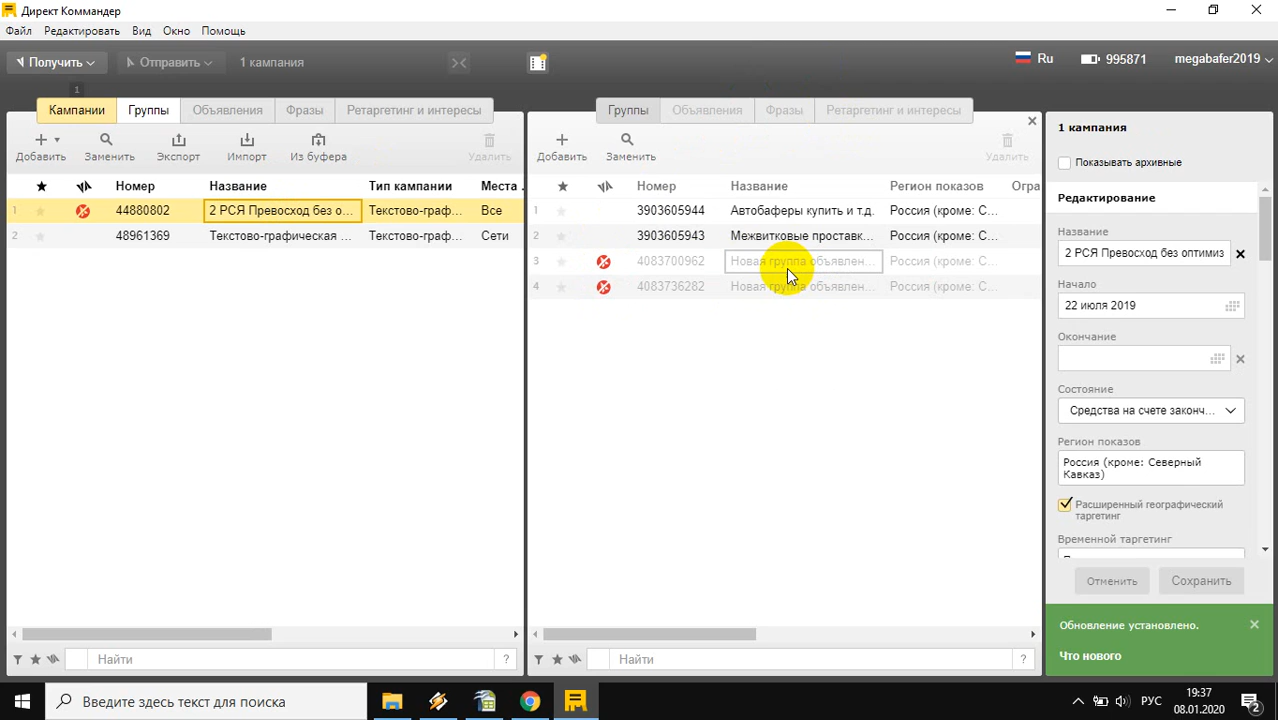 Директ Коммандер
Файл Редактировать Вид Окно Помощь
Получить Отправить 1 кампания Ru 995871 megabafer2019
1
Кампании Группы Объявления Фразы Ретаргетинг и интересы
Группы Объявления Фразы Ретаргетинг и интересы
Добавить Заменить Экспорт Импорт Из буфера Удалить
Добавить Заменить Удалить
Номер Название Тип кампании Места .
1 44880802 2 РСЯ Превосход без о... Текстово-граф... Все
2 48961369 Текстово-графическая ... Текстово-граф... Сети
Номер Название Регион показов Огра
1 3903605944 Автобаферы купить и т.д. Россия (кроме: С...
2 3903605943 Межвитковые проставк... Россия (кроме: С...
3 4083700962 Новая группа объявлен... Россия (кроме: С...
4 4083736282 Новая группа объявлен... Россия (кроме: С...
1 кампания
Показывать архивные
Редактирование
Название
2 РСЯ Превосход без оптимиз
Начало
22 июля 2019
Окончание
Состояние
Средства на счете законч...
Регион показов
Россия (кроме: Северный
Кавказ)
Расширенный географический
таргетинг
Временной таргетинг
Отменить Сохранить
Обновление установлено.
Что нового
Найти ?
Найти ?
Введите здесь текст для поиска
РУС
19:37
08.01.2020
2